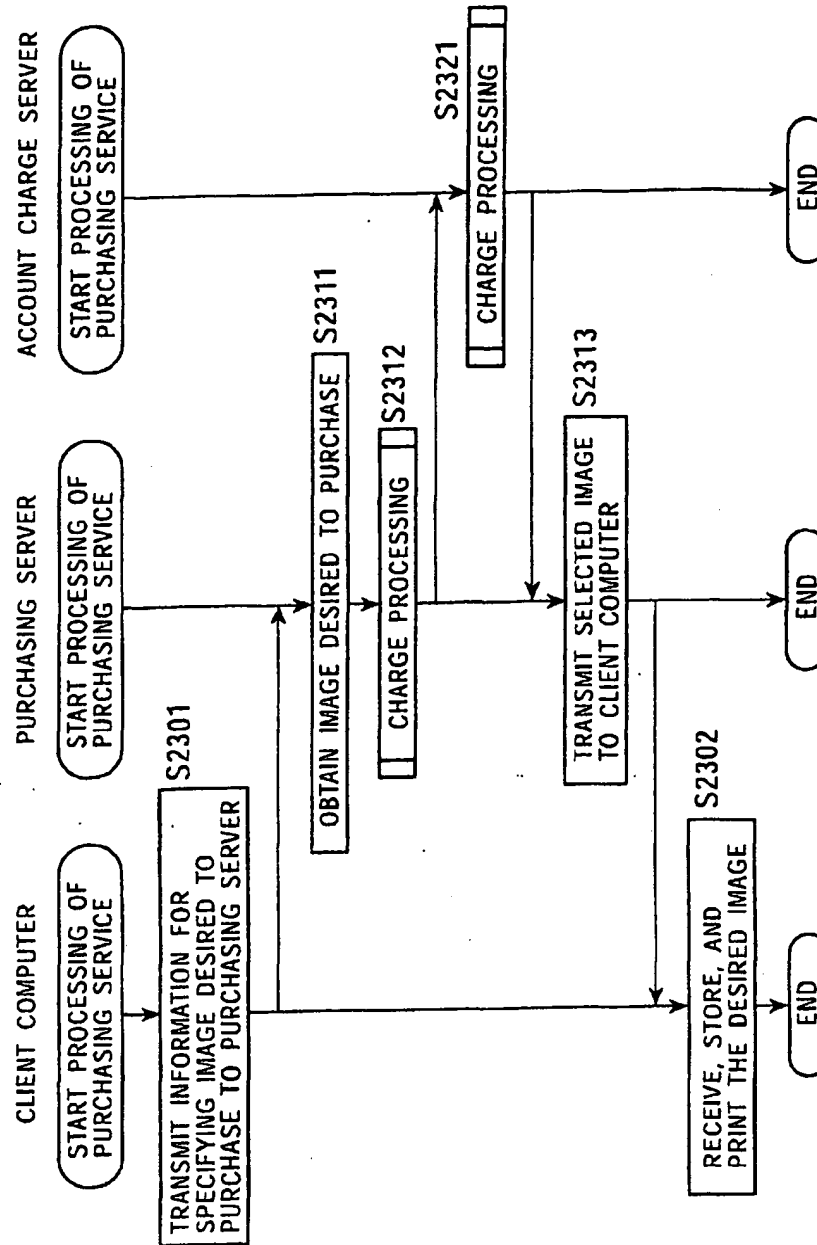 CLIENT COMPUTER
START PROCESSING OF
PURCHASING SERVICE
S2301
TRANSMIT INFORMATION FOR
SPECIFYING IMAGE DESIRED TO
PURCHASE TO PURCHASING SERVER
S2302
RECEIVE, STORE, AND
PRINT THE DESIRED IMAGE
END
PURCHASING SERVER
START PROCESSING OF
PURCHASING SERVICE
S2311
OBTAIN IMAGE DESIRED TO PURCHASE
S2312
CHARGE PROCESSING
S2313
TRANSMIT SELECTED IMAGE
TO CLIENT COMPUTER
END
ACCOUNT CHARGE SERVER
START PROCESSING OF
PURCHASING SERVICE
S2321
CHARGE PROCESSING
END